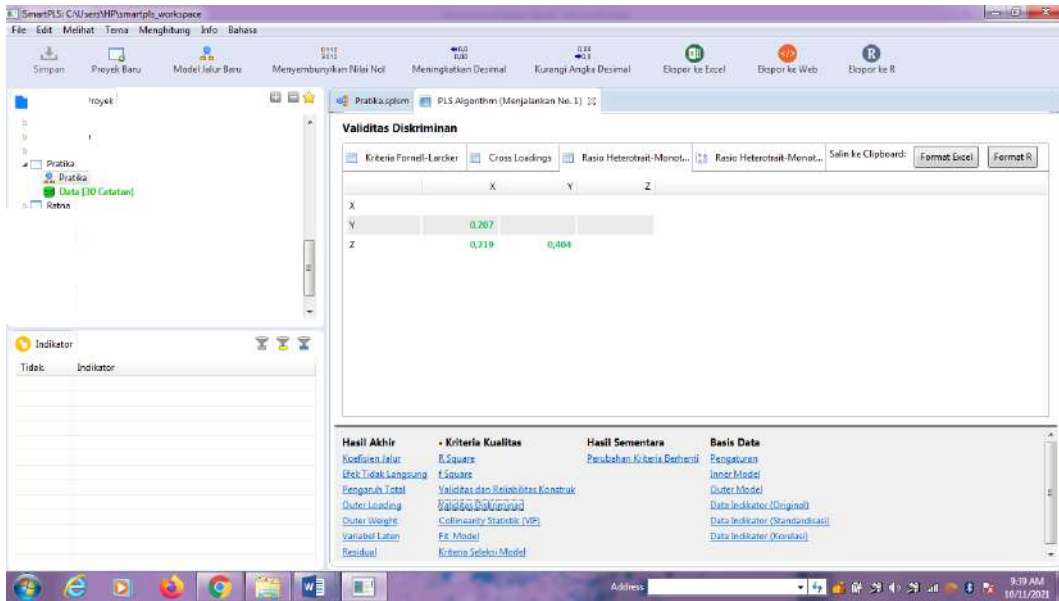 SmartPLS: C:\Users\HP\smartpls_workspace
File Edit Melihat Tema Menghitung Info Bahasa
Simpan Proyek Baru Model Jalur Baru Menyembunyikan Nilai Nol Meningkatkan Desimal Kurangi Angka Desimal Ekspor ke Excel Ekspor ke Web Ekspor ke R
royek
Pratika
Pratika
Data [30 Catatan]
Ratna
Pratika.splsm PLS Algorithm (Menjalankan No. 1)
Validitas Diskriminan
Kriteria Fornell-Larcker Cross Loadings Rasio Heterotrait-Monot... Rasio Heterotrait-Monot... Salin ke Clipboard: Format Excel Format R
X Y Z
X
Y 0,207
Z 0,219 0,404
Indikator
Tidak. Indikator
Hasil Akhir - Kriteria Kualitas Hasil Sementara Basis Data
Koefisien Jalur R Square Perubahan Kriteria Berhenti Pengaturan
Efek Tidak Langsung f Square Inner Model
Pengaruh Total Validitas dan Reliabilitas Konstruk Outer Model
Outer Loading Validitas Diskriminan Data Indikator (Original)
Outer Weight Collinearity Statistik (VIF) Data Indikator (Standardisasi)
Variabel Laten Fit Model Data Indikator (Korelasi)
Residual Kriteria Seleksi Model
Address
9:39 AM
10/11/2021